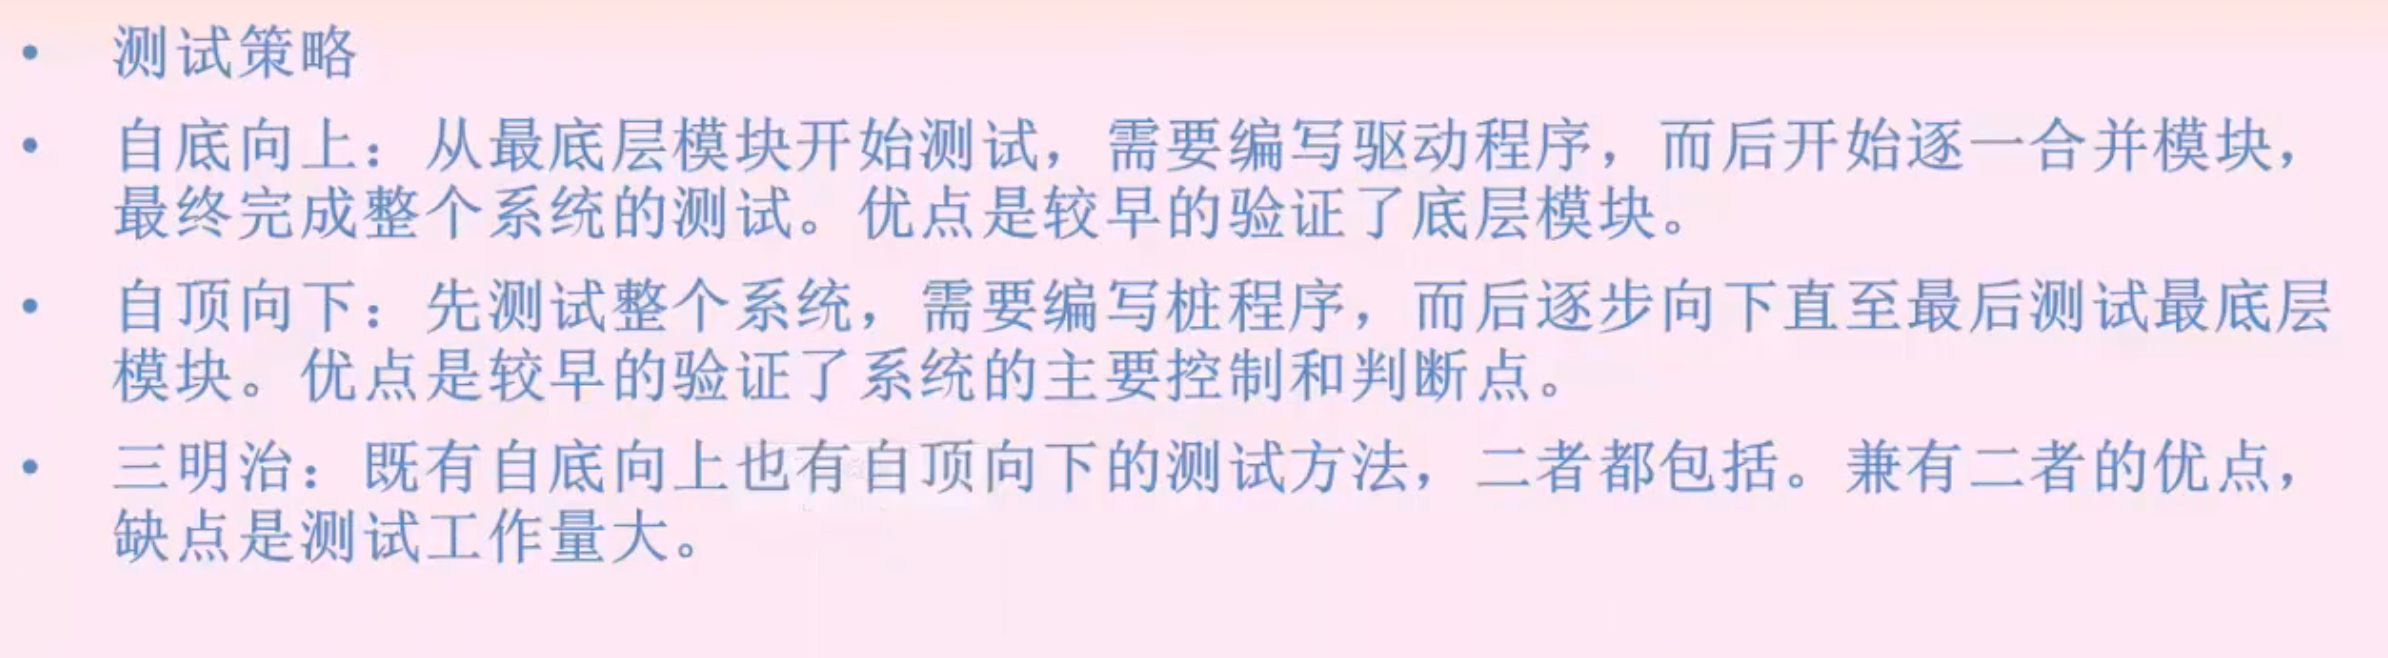 • 测试策略
• 自底向上：从最底层模块开始测试，需要编写驱动程序，而后开始逐一合并模块，
最终完成整个系统的测试。优点是较早的验证了底层模块。
• 自顶向下：先测试整个系统，需要编写桩程序，而后逐步向下直至最后测试最底层
模块。优点是较早的验证了系统的主要控制和判断点。
• 三明治：既有自底向上也有自顶向下的测试方法，二者都包括。兼有二者的优点，
缺点是测试工作量大。